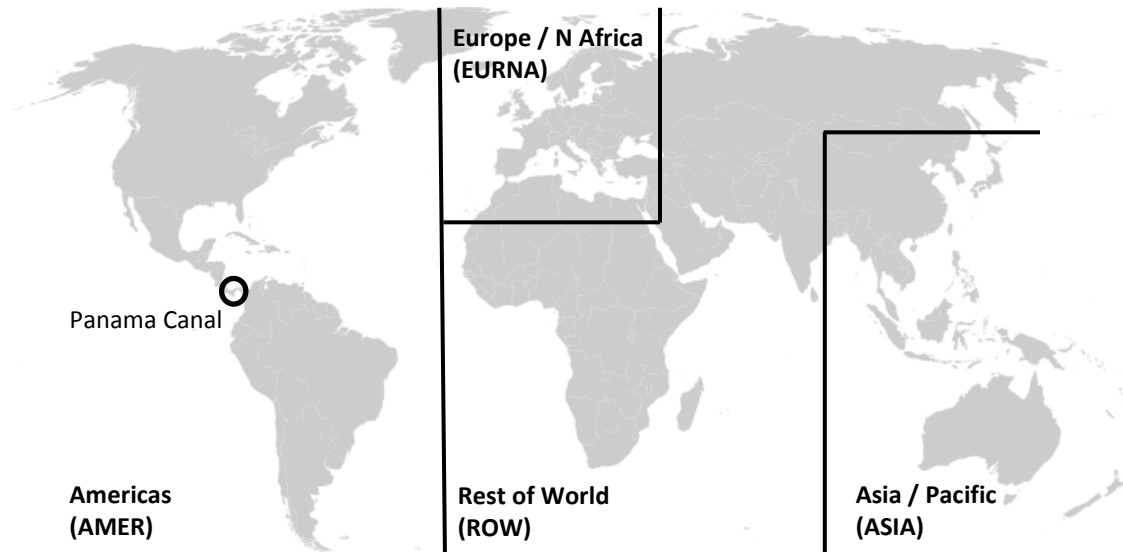 Europe / N Africa
(EURNA)
Panama Canal
Americas
(AMER)
Rest of World
(ROW)
Asia / Pacific
(ASIA)